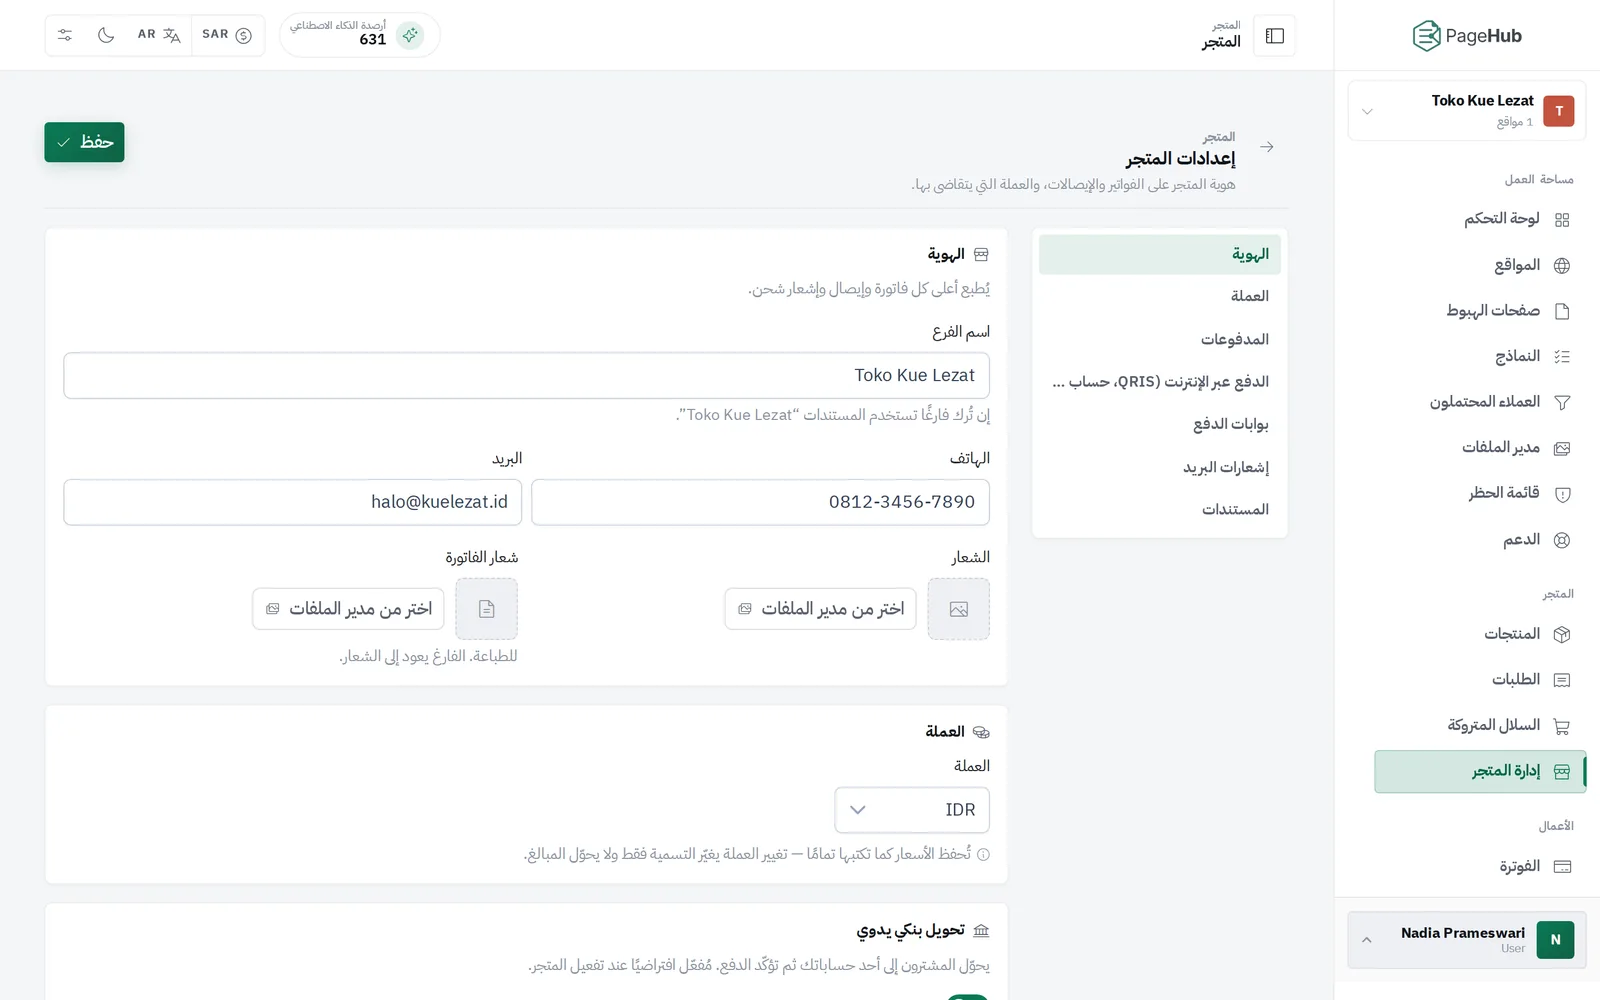 PageHub
Toko Kue Lezat
1 مواقع
T
مساحة العمل
لوحة التحكم
المواقع
صفحات الهبوط
النماذج
العملاء المحتملون
مدير الملفات
قائمة الحظر
الدعم
المتجر
المنتجات
الطلبات
السلال المتروكة
إدارة المتجر
الأعمال
الفوترة
Nadia Prameswari
User
N
المتجر
المتجر
أرصدة الذكاء الاصطناعي
631
SAR
AR
المتجر
إعدادات المتجر
هوية المتجر على الفواتير والإيصالات، والعملة التي يتقاضى بها.
حفظ
الهوية
العملة
المدفوعات
الدفع عبر الإنترنت (QRIS، حساب ...
بوابات الدفع
إشعارات البريد
المستندات
الهوية
يُطبع أعلى كل فاتورة وإيصال وإشعار شحن.
اسم الفرع
Toko Kue Lezat
إن تُرك فارغًا تستخدم المستندات “Toko Kue Lezat”.
الهاتف
0812-3456-7890
البريد
halo@kuelezat.id
الشعار
اختر من مدير الملفات
شعار الفاتورة
اختر من مدير الملفات
للطباعة. الفارغ يعود إلى الشعار.
العملة
العملة
IDR
تُحفظ الأسعار كما تكتبها تمامًا — تغيير العملة يغيّر التسمية فقط ولا يحوّل المبالغ.
تحويل بنكي يدوي
يحوّل المشترون إلى أحد حساباتك ثم تؤكّد الدفع. مُفعّل افتراضيًا عند تفعيل المتجر.